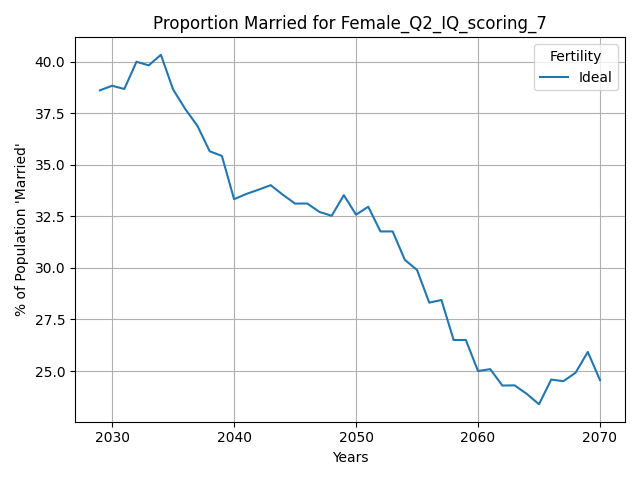 Proportion Married for Female_Q2_IQ_scoring_7
Fertility
Ideal
% of Population 'Married'
40.0
37.5
35.0
32.5
30.0
27.5
25.0
2030
2040
2050
2060
2070
Years